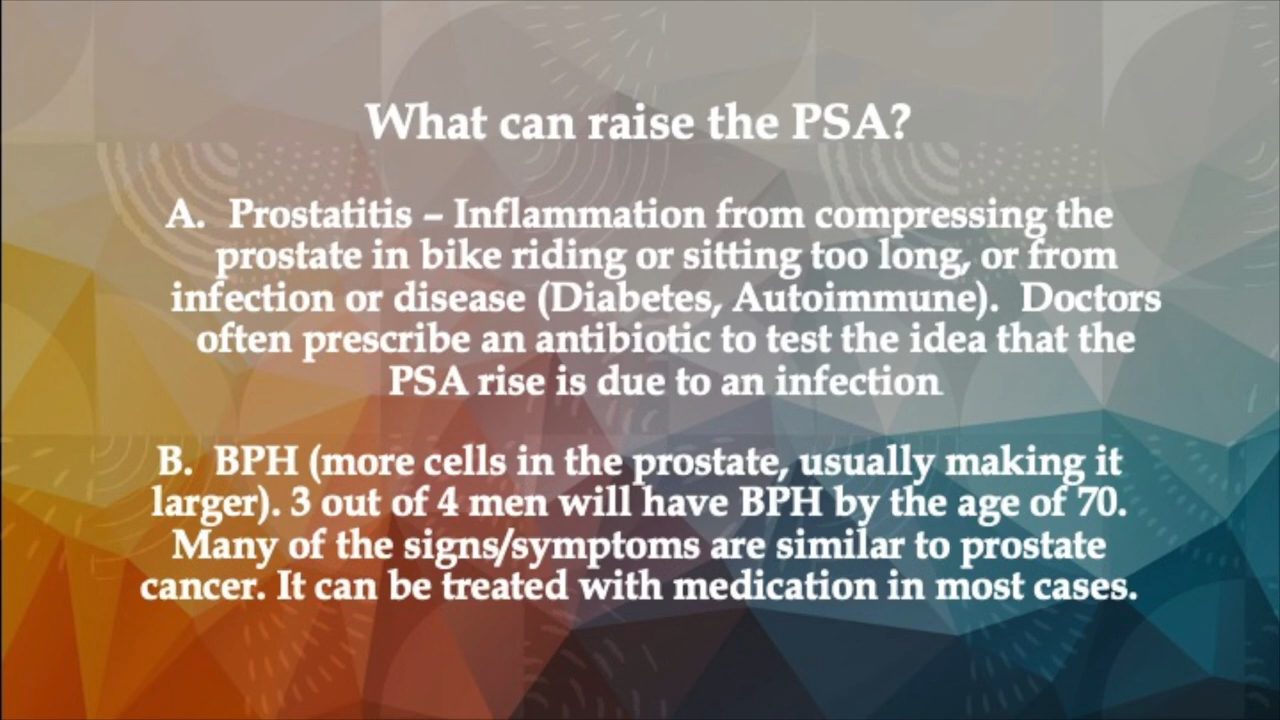 What can raise the PSA?
A. Prostatitis – Inflammation from compressing the
prostate in bike riding or sitting too long, or from
infection or disease (Diabetes, Autoimmune). Doctors
often prescribe an antibiotic to test the idea that the
PSA rise is due to an infection
B. BPH (more cells in the prostate, usually making it
larger). 3 out of 4 men will have BPH by the age of 70.
Many of the signs/symptoms are similar to prostate
cancer. It can be treated with medication in most cases.